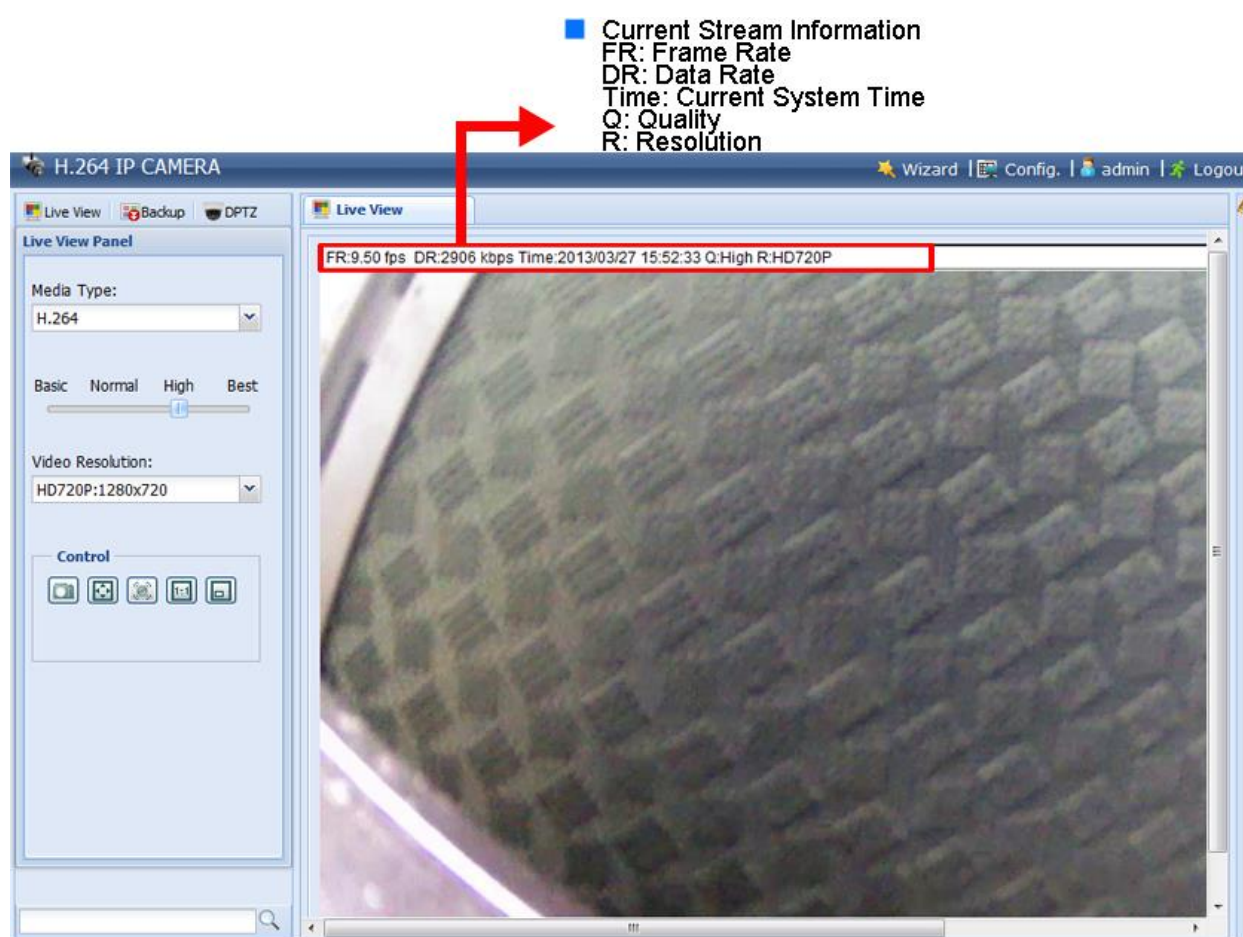 Current Stream Information
FR: Frame Rate
DR: Data Rate
Time: Current System Time
Q: Quality
R: Resolution
H.264 IP CAMERA
Wizard | Config. | admin | Logou
Live View Backup DPTZ
Live View
Live View Panel
FR:9.50 fps DR:2906 kbps Time:2013/03/27 15:52:33 Q:High R:HD720P
Media Type:
H.264
Basic Normal High Best
Video Resolution:
HD720P:1280x720
Control
1:1